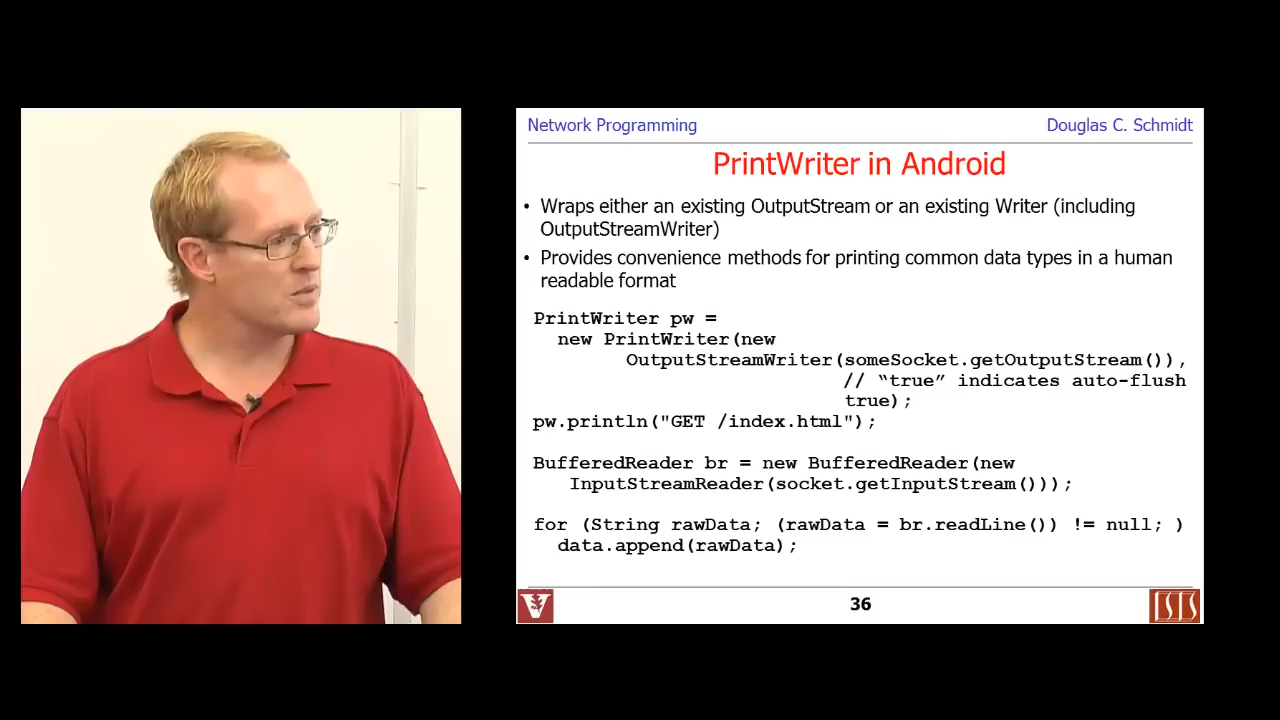 Network Programming
Douglas C. Schmidt
PrintWriter in Android
• Wraps either an existing OutputStream or an existing Writer (including
OutputStreamWriter)
• Provides convenience methods for printing common data types in a human
readable format
PrintWriter pw =
new PrintWriter(new
OutputStreamWriter(someSocket.getOutputStream()),
// “true” indicates auto-flush
true);
pw.println("GET /index.html");
BufferedReader br = new BufferedReader(new
InputStreamReader(socket.getInputStream()));
for (String rawData; (rawData = br.readLine()) != null; )
data.append(rawData);
V
36
ISIS